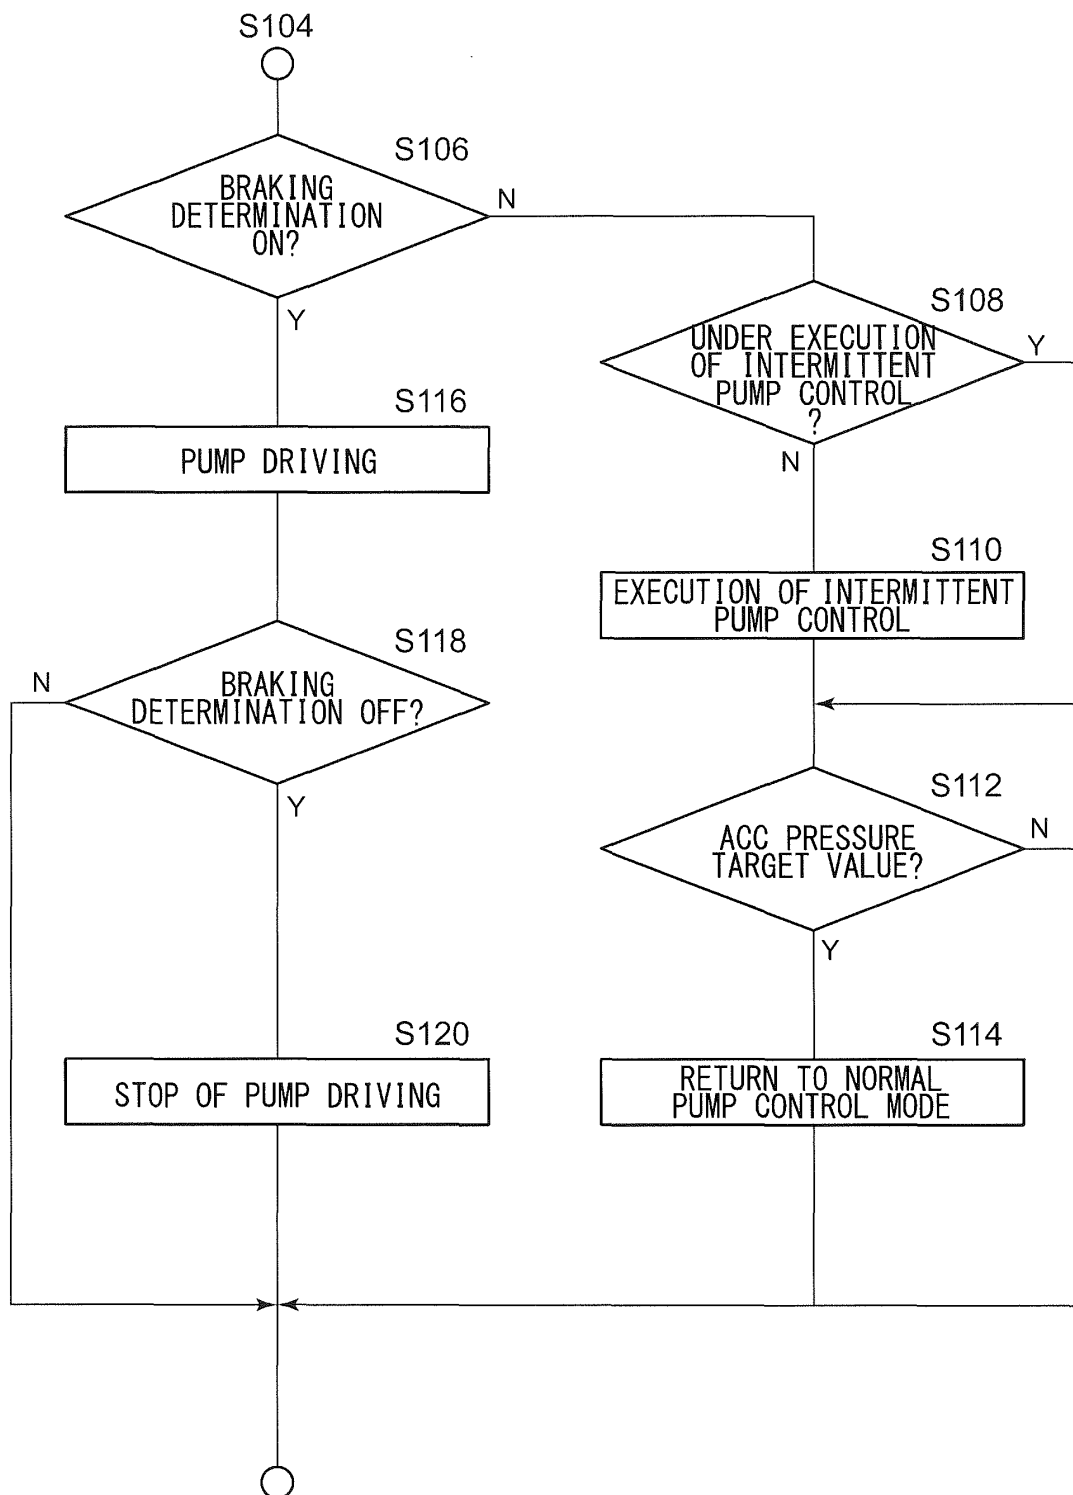 S104
S106
BRAKING
DETERMINATION
ON?
N
Y
S108
UNDER EXECUTION
OF INTERMITTENT
PUMP CONTROL
?
Y
N
S116
PUMP DRIVING
S110
EXECUTION OF INTERMITTENT
PUMP CONTROL
S118
BRAKING
DETERMINATION OFF?
N
Y
S112
ACC PRESSURE
TARGET VALUE?
N
Y
S120
STOP OF PUMP DRIVING
S114
RETURN TO NORMAL
PUMP CONTROL MODE